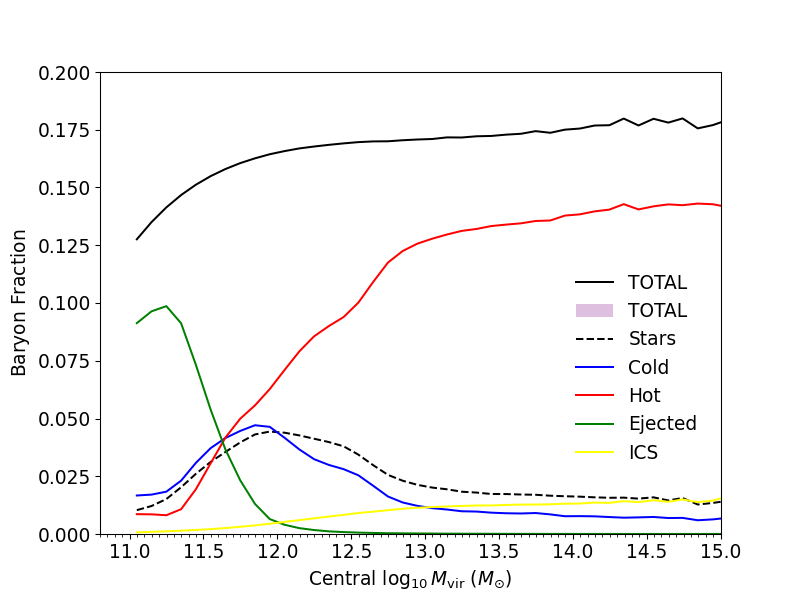 0.200
0.175
0.150
0.125
0.100
0.075
0.050
0.025
0.000
Baryon Fraction
TOTAL
TOTAL
Stars
Cold
Hot
Ejected
ICS
11.0 11.5 12.0 12.5 13.0 13.5 14.0 14.5 15.0
Central log₁₀ M_vir (M_⊙)